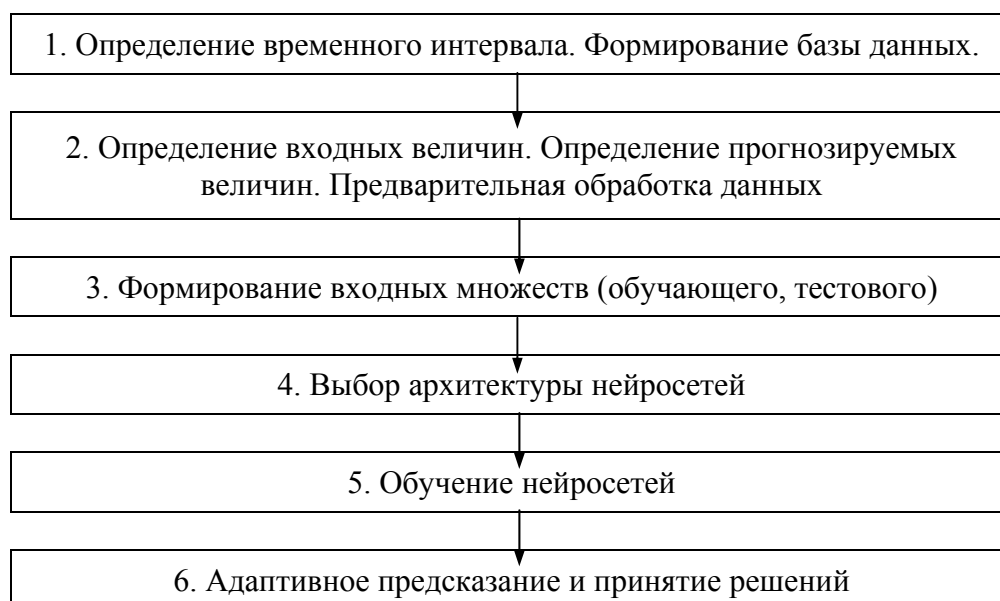 1. Определение временного интервала. Формирование базы данных.
2. Определение входных величин. Определение прогнозируемых
величин. Предварительная обработка данных
3. Формирование входных множеств (обучающего, тестового)
4. Выбор архитектуры нейросетей
5. Обучение нейросетей
6. Адаптивное предсказание и принятие решений